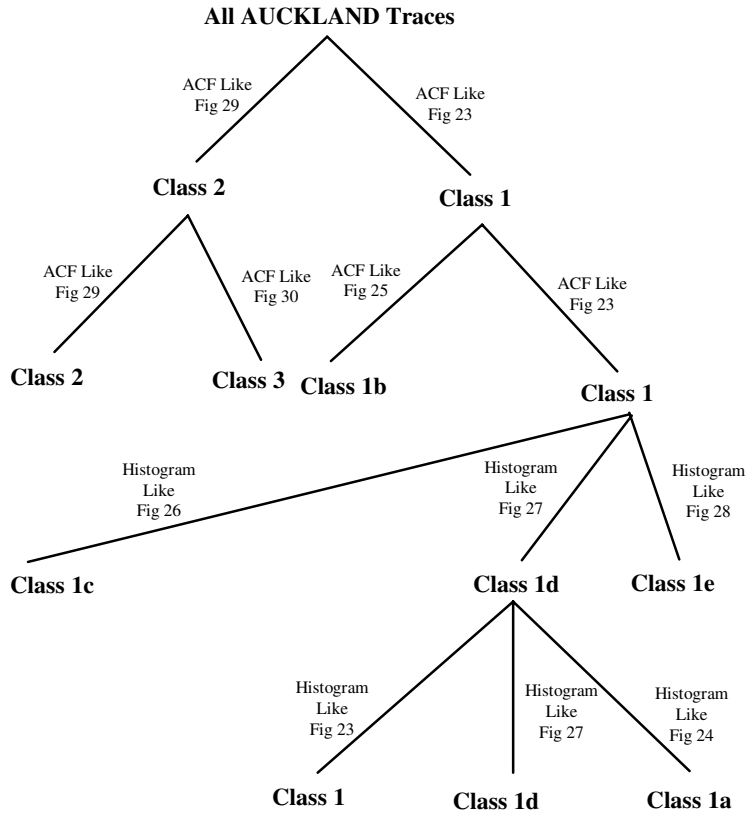 All AUCKLAND Traces
ACF Like
Fig 29
ACF Like
Fig 23
Class 2
Class 1
ACF Like
Fig 29
ACF Like
Fig 30
ACF Like
Fig 25
ACF Like
Fig 23
Class 2
Class 3
Class 1b
Class 1
Histogram
Like
Fig 26
Histogram
Like
Fig 27
Histogram
Like
Fig 28
Class 1c
Class 1d
Class 1e
Histogram
Like
Fig 23
Histogram
Like
Fig 27
Histogram
Like
Fig 24
Class 1
Class 1d
Class 1a